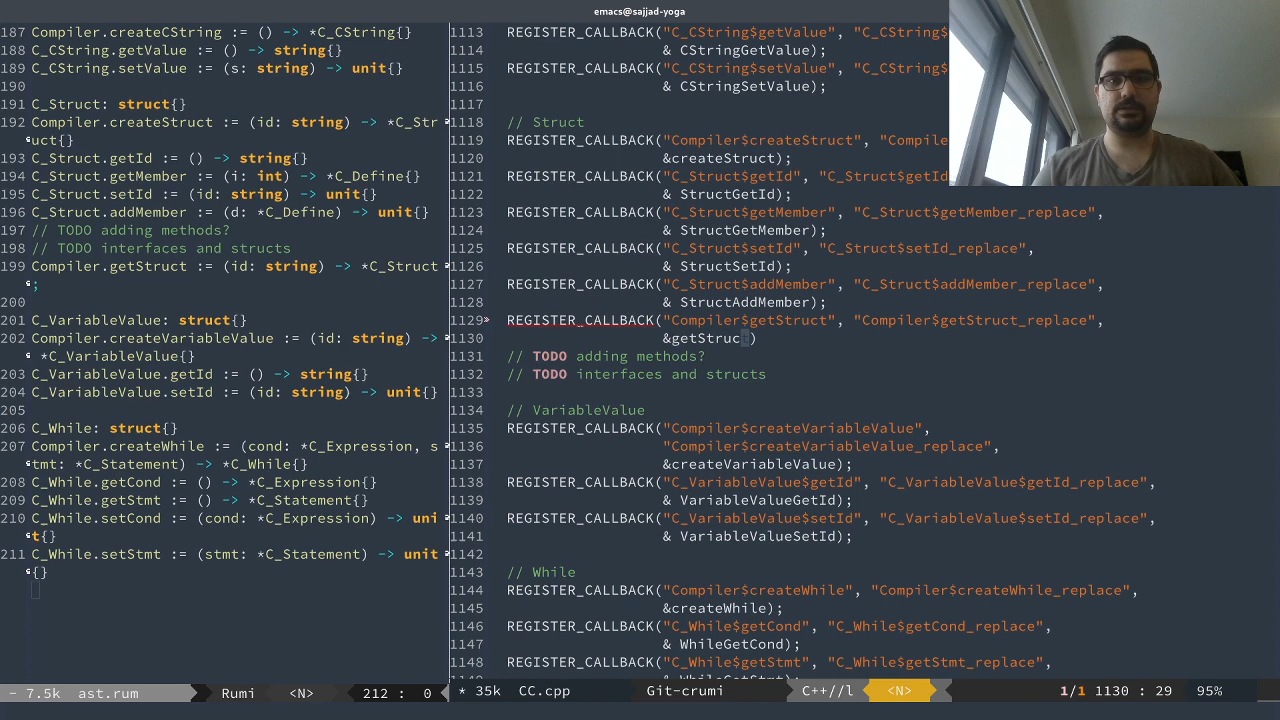 emacs@sajjad-yoga
187 Compiler.createCString := () -> *C_CString{}
188 C_CString.getValue := () -> string{}
189 C_CString.setValue := (s: string) -> unit{}
190
191 C_Struct: struct{}
192 Compiler.createStruct := (id: string) -> *C_Str
uct{}
193 C_Struct.getId := () -> string{}
194 C_Struct.getMember := (i: int) -> *C_Define{}
195 C_Struct.setId := (id: string) -> unit{}
196 C_Struct.addMember := (d: *C_Define) -> unit{}
197 // TODO adding methods?
198 // TODO interfaces and structs
199 Compiler.getStruct := (id: string) -> *C_Struct
;
200
201 C_VariableValue: struct{}
202 Compiler.createVariableValue := (id: string) ->
*C_VariableValue{}
203 C_VariableValue.getId := () -> string{}
204 C_VariableValue.setId := (id: string) -> unit{}
205
206 C_While: struct{}
207 Compiler.createWhile := (cond: *C_Expression, s
tmt: *C_Statement) -> *C_While{}
208 C_While.getCond := () -> *C_Expression{}
209 C_While.getStmt := () -> *C_Statement{}
210 C_While.setCond := (cond: *C_Expression) -> uni
t{}
211 C_While.setStmt := (stmt: *C_Statement) -> unit
{}
- 7.5k ast.rum Rumi <N> 212 : 0
1113 REGISTER_CALLBACK("C_CString$getValue", "C_CString$
1114 & CStringGetValue);
1115 REGISTER_CALLBACK("C_CString$setValue", "C_CString$
1116 & CStringSetValue);
1117
1118 // Struct
1119 REGISTER_CALLBACK("Compiler$createStruct", "Compile
1120 &createStruct);
1121 REGISTER_CALLBACK("C_Struct$getId", "C_Struct$getId
1122 & StructGetId);
1123 REGISTER_CALLBACK("C_Struct$getMember", "C_Struct$getMember_replace",
1124 & StructGetMember);
1125 REGISTER_CALLBACK("C_Struct$setId", "C_Struct$setId_replace",
1126 & StructSetId);
1127 REGISTER_CALLBACK("C_Struct$addMember", "C_Struct$addMember_replace",
1128 & StructAddMember);
1129» REGISTER_CALLBACK("Compiler$getStruct", "Compiler$getStruct_replace",
1130 &getStruct)
1131 // TODO adding methods?
1132 // TODO interfaces and structs
1133
1134 // VariableValue
1135 REGISTER_CALLBACK("Compiler$createVariableValue",
1136 "Compiler$createVariableValue_replace",
1137 &createVariableValue);
1138 REGISTER_CALLBACK("C_VariableValue$getId", "C_VariableValue$getId_replace",
1139 & VariableValueGetId);
1140 REGISTER_CALLBACK("C_VariableValue$setId", "C_VariableValue$setId_replace",
1141 & VariableValueSetId);
1142
1143 // While
1144 REGISTER_CALLBACK("Compiler$createWhile", "Compiler$createWhile_replace",
1145 &createWhile);
1146 REGISTER_CALLBACK("C_While$getCond", "C_While$getCond_replace",
1147 & WhileGetCond);
1148 REGISTER_CALLBACK("C_While$getStmt", "C_While$getStmt_replace",
* 35k CC.cpp Git-crumi C++//l <N> 1/1 1130 : 29 95%